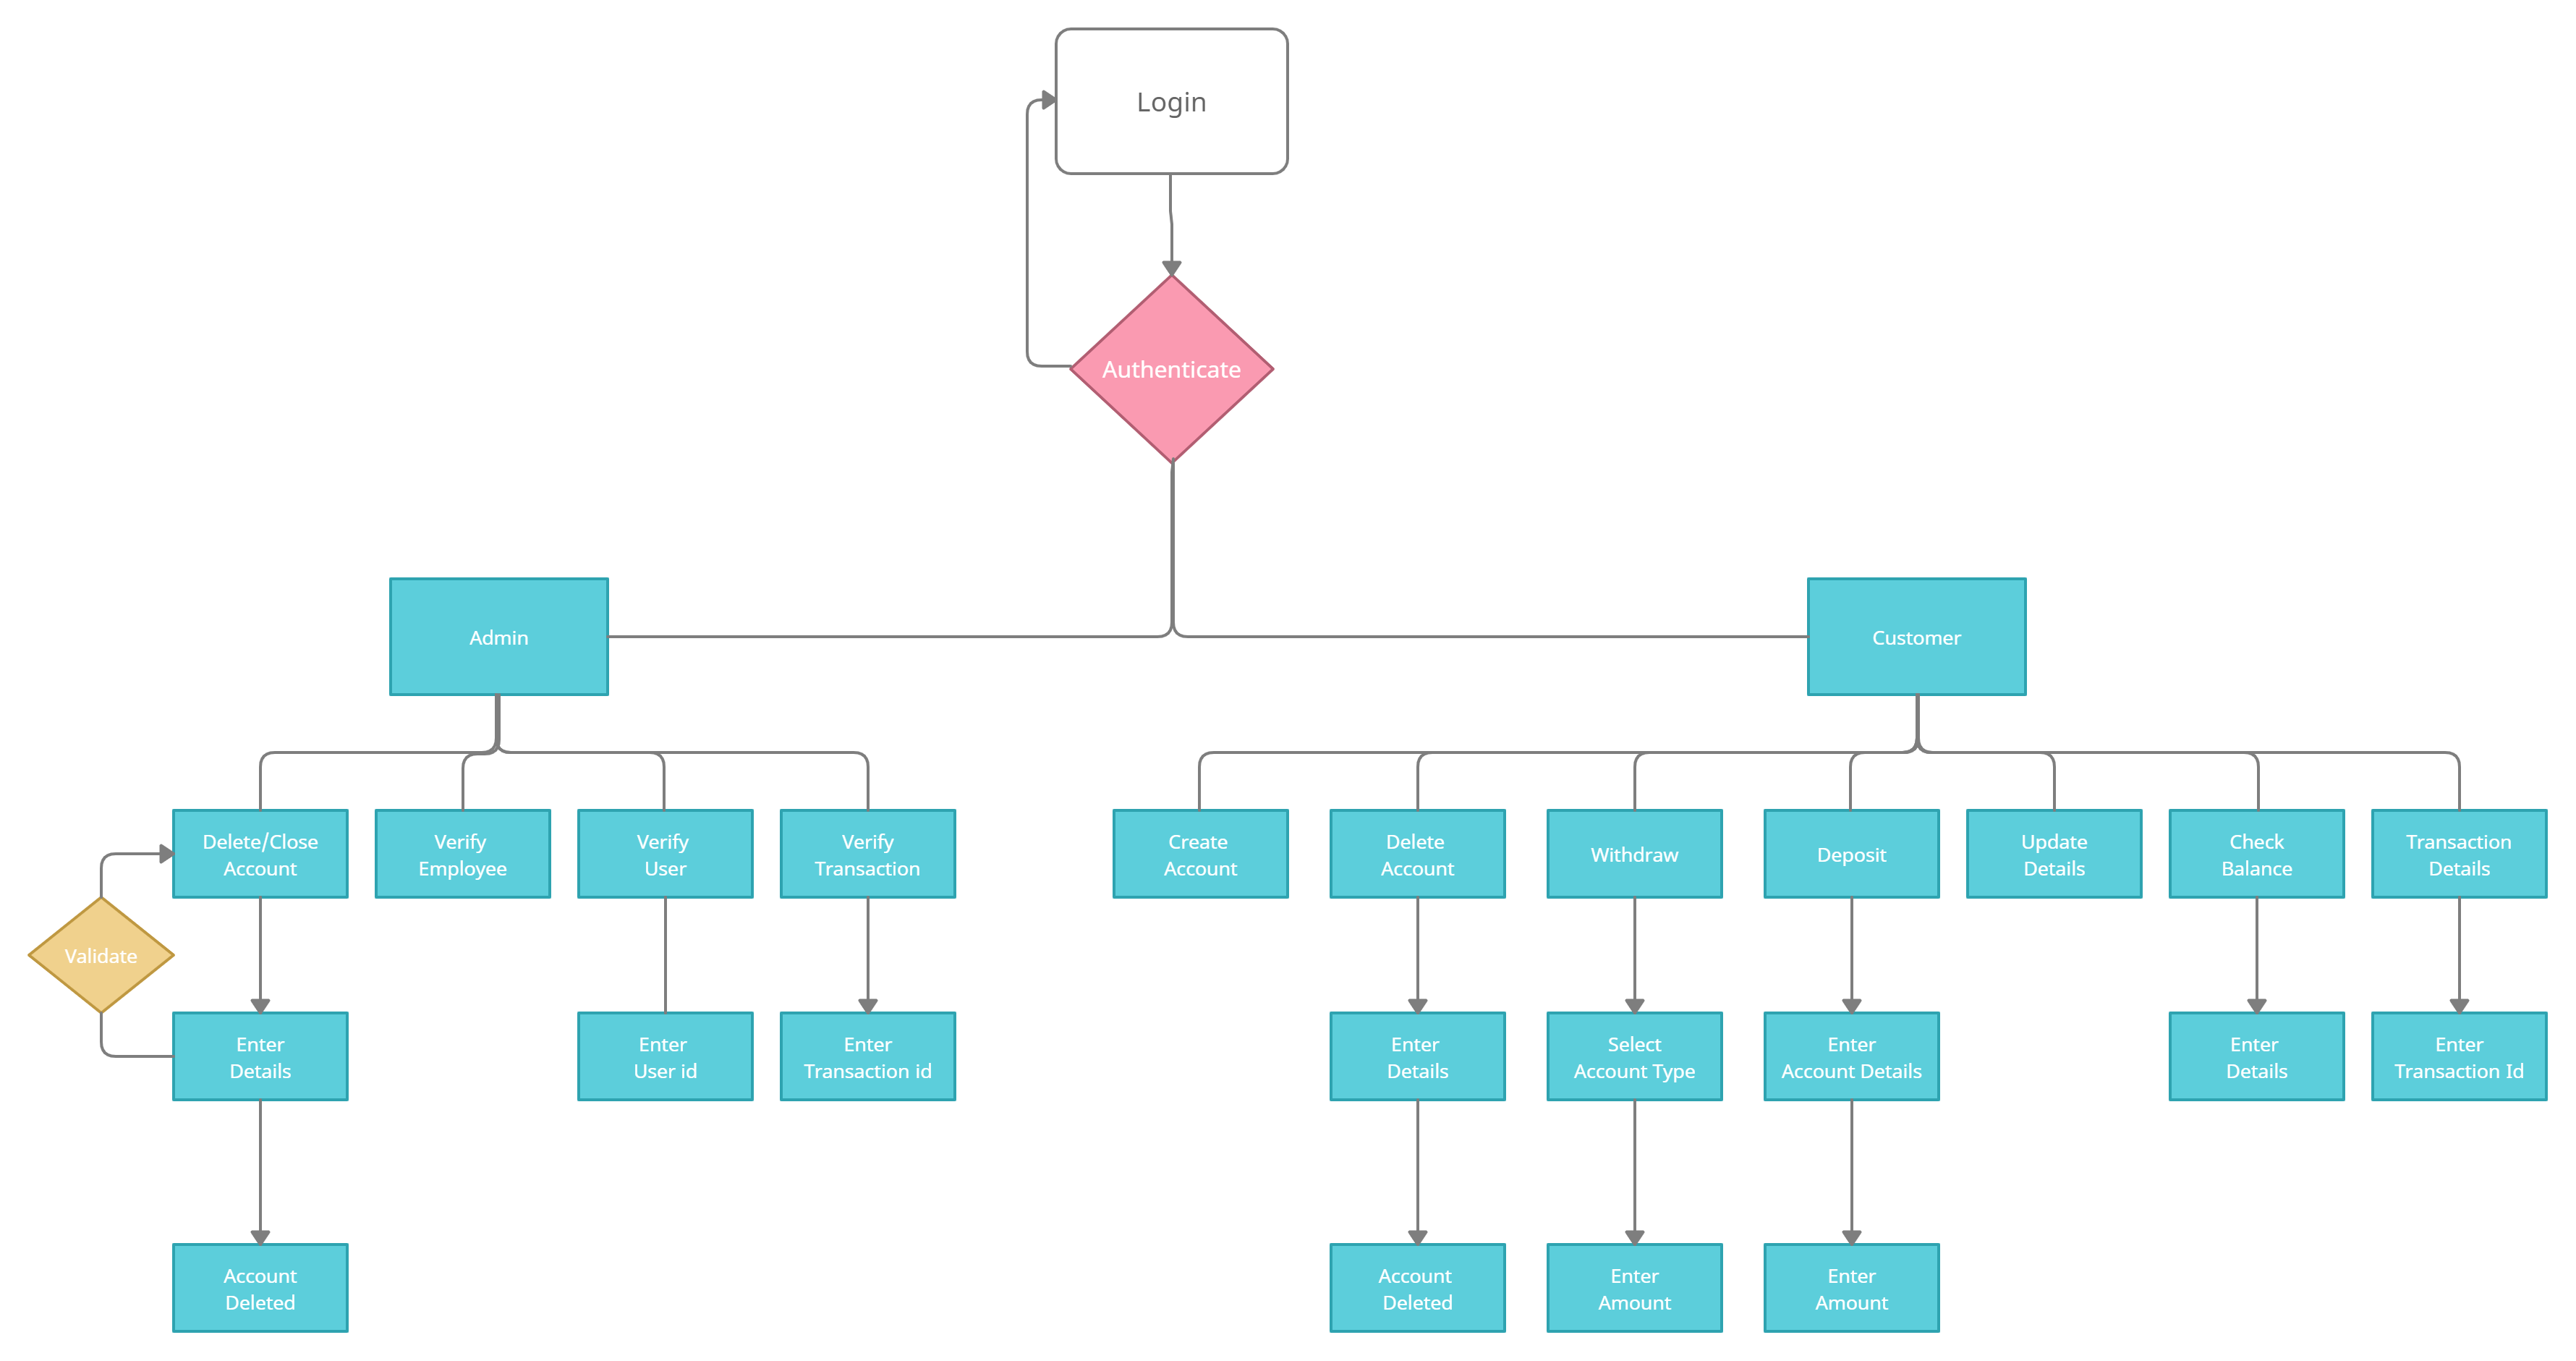 Login
Authenticate
Admin
Customer
Delete/Close
Account
Verify
Employee
Verify
User
Verify
Transaction
Create
Account
Delete
Account
Withdraw
Deposit
Update
Details
Check
Balance
Transaction
Details
Validate
Enter
Details
Enter
User id
Enter
Transaction id
Enter
Details
Select
Account Type
Enter
Account Details
Enter
Details
Enter
Transaction Id
Account
Deleted
Account
Deleted
Enter
Amount
Enter
Amount